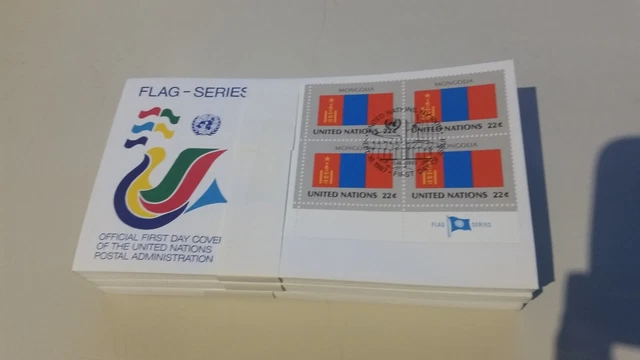 FLAG - SERIES
OFFICIAL FIRST DAY COVE
OF THE UNITED NATIONS
POSTAL ADMINISTRATION
MONGOLIA
UNITED NATIONS 22¢
MONGOLIA
UNITED NATIONS 22¢
MONGOLIA
UNITED NATIONS 22¢
MONGOLIA
UNITED NATIONS 22¢
FLAG SERIES